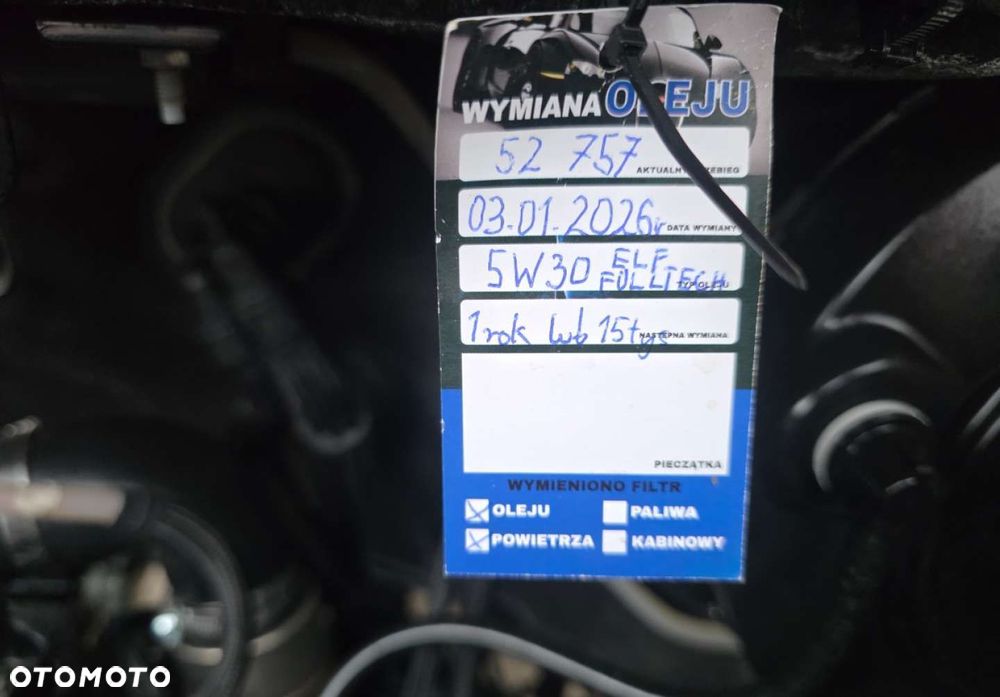 WYMIANA OLEJU
52 757
AKTUALNY PRZEBIEG
03.01.2026r
DATA WYMIANY
5W30 ELF FULLTECH
TYP OLEJU
1 rok lub 15tys
NASTĘPNA WYMIANA
PIECZĄTKA
WYMIENIONO FILTR
OLEJU PALIWA
POWIETRZA KABINOWY
OTOMOTO